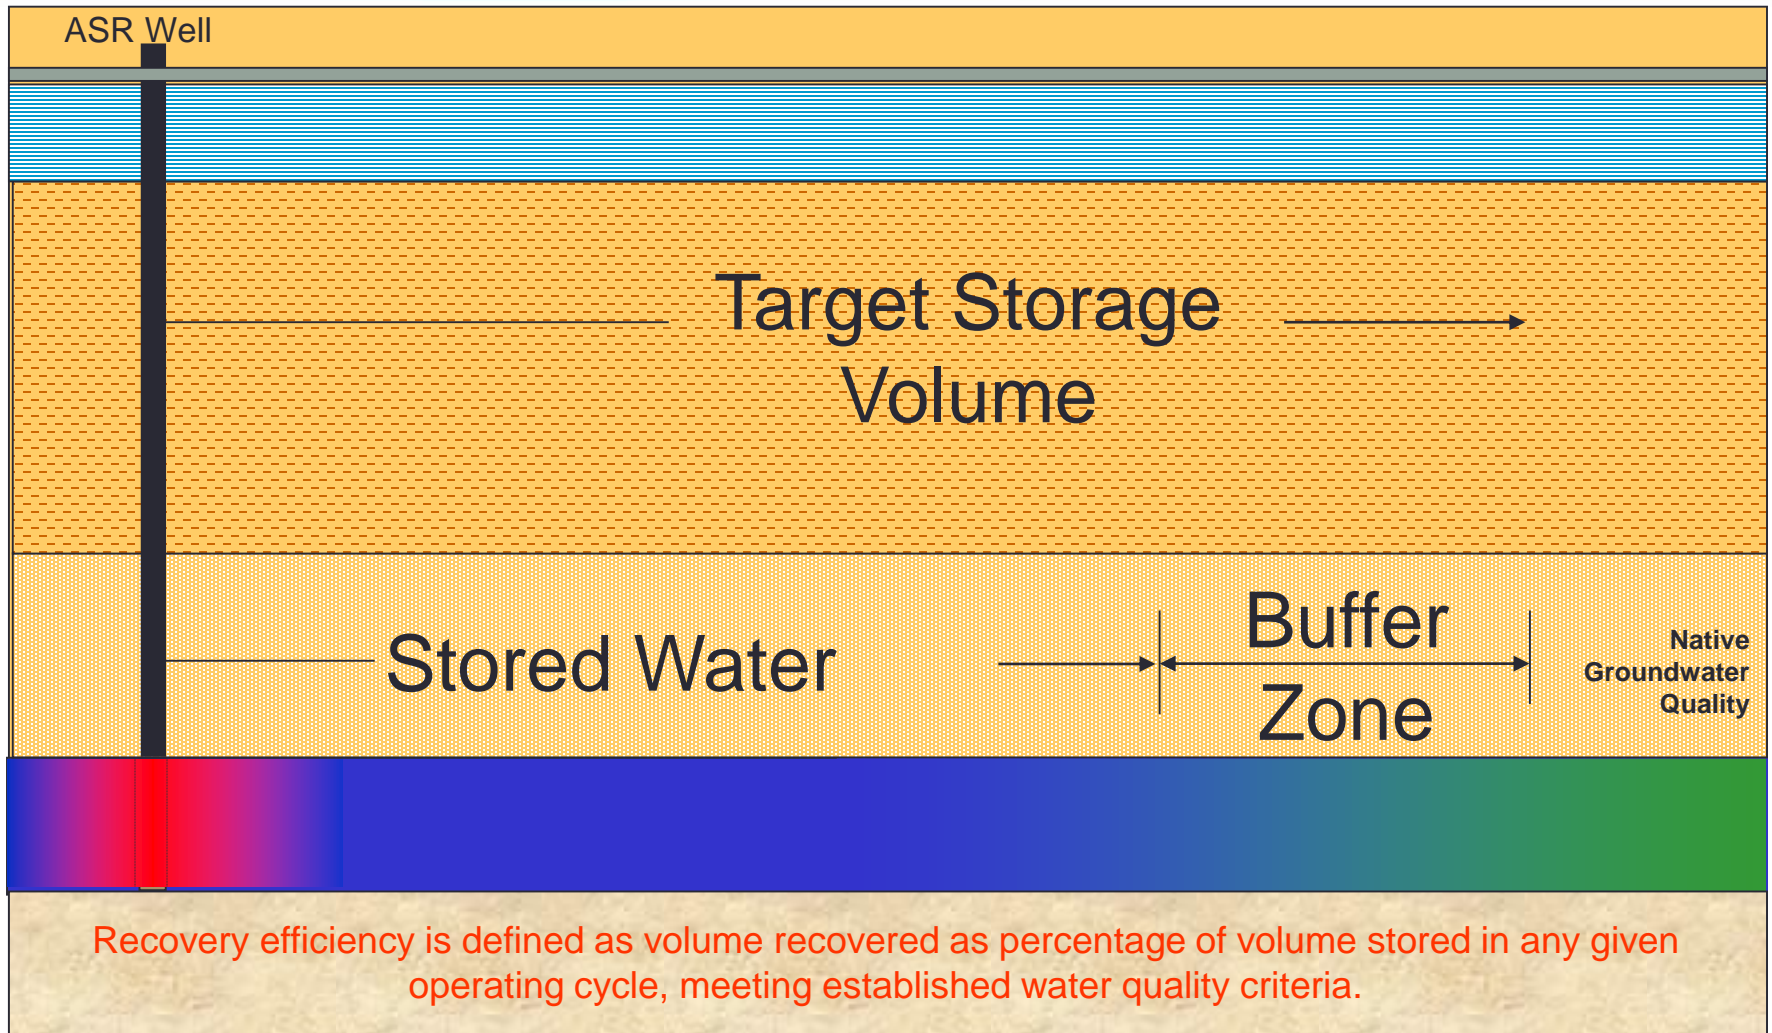 ASR Well
Target Storage
Volume
Stored Water
Buffer
Zone
Native
Groundwater
Quality
Recovery efficiency is defined as volume recovered as percentage of volume stored in any given
operating cycle, meeting established water quality criteria.